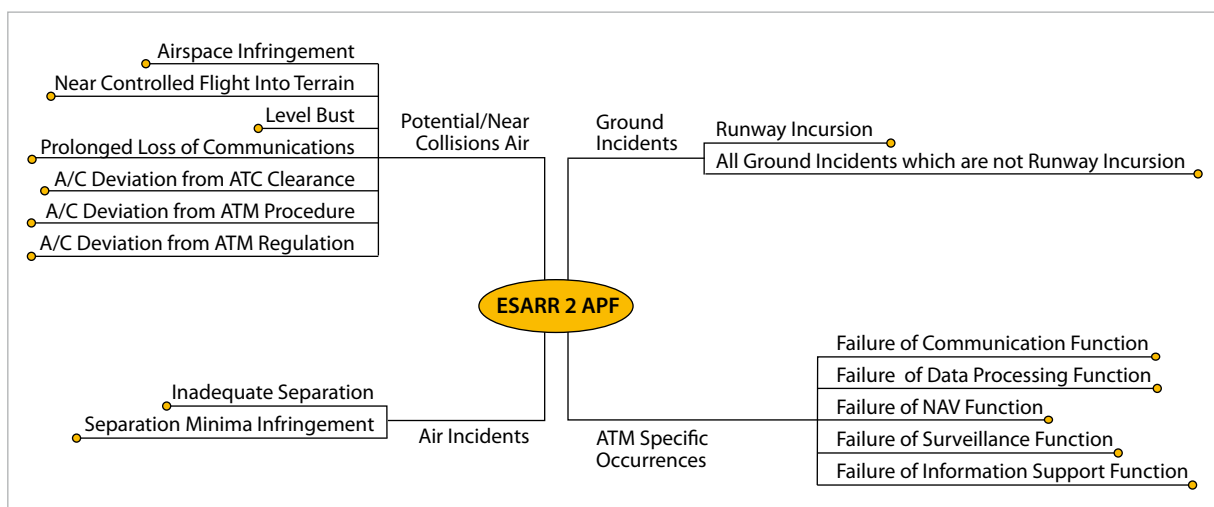 Airspace Infringement
Near Controlled Flight Into Terrain
Level Bust
Prolonged Loss of Communications
A/C Deviation from ATC Clearance
A/C Deviation from ATM Procedure
A/C Deviation from ATM Regulation
Potential/Near
Collisions Air
Ground
Incidents
Runway Incursion
All Ground Incidents which are not Runway Incursion
ESARR 2 APF
Inadequate Separation
Separation Minima Infringement
Air Incidents
ATM Specific
Occurrences
Failure of Communication Function
Failure of Data Processing Function
Failure of NAV Function
Failure of Surveillance Function
Failure of Information Support Function